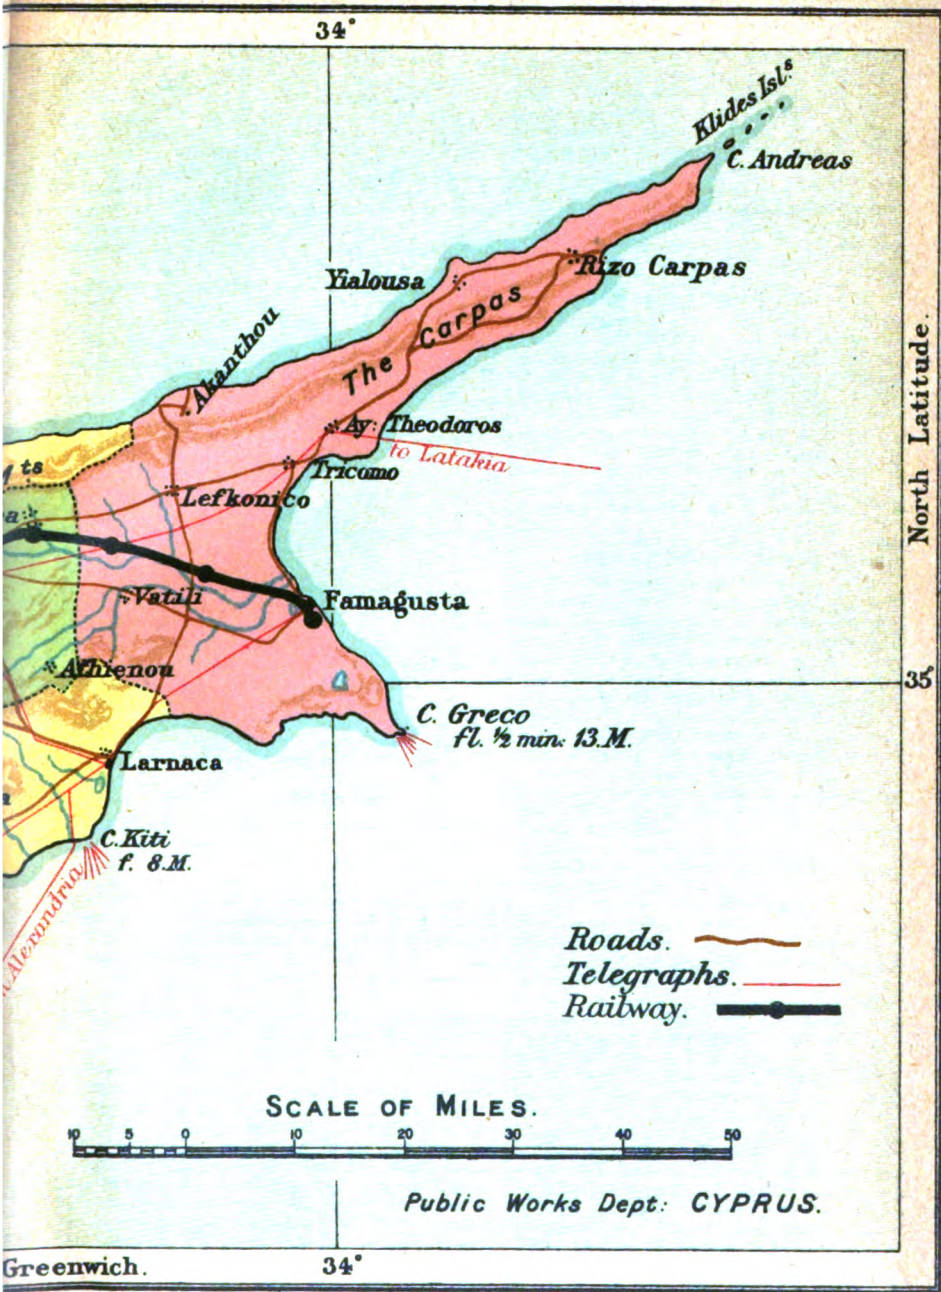 34°
Klides Isl.s
C. Andreas
Rizo Carpas
Yialousa
The Carpas
Akanthou
Ay: Theodoros
to Latakia
Tricomo
Mts
Lefkonico
North Latitude.
Vatili
Famagusta
Athienou
35°
C. Greco
fl. ½ min: 13.M.
Larnaca
C. Kiti
f. 8.M.
Alexandria
Roads.
Telegraphs.
Railway.
SCALE OF MILES.
10 5 0 10 20 30 40 50
Public Works Dept: CYPRUS.
Greenwich.
34°